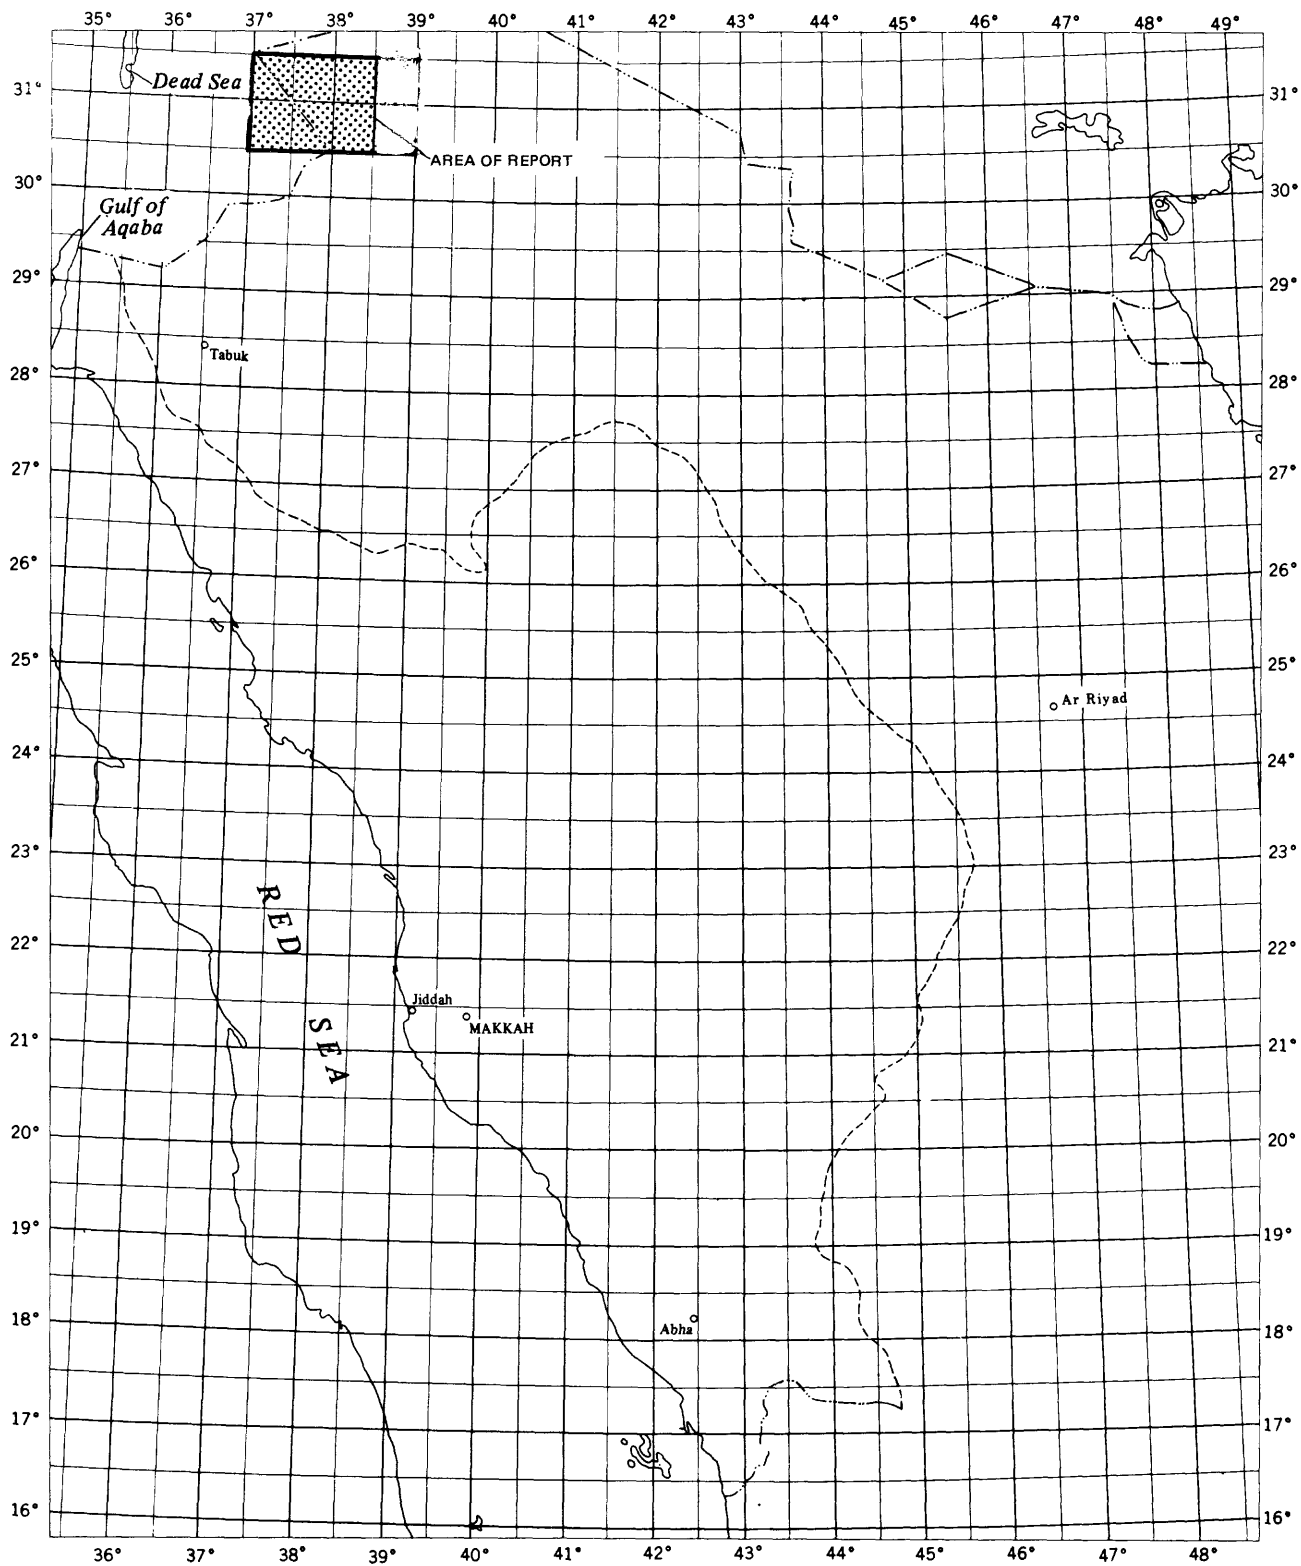 35° 36° 37° 38° 39° 40° 41° 42° 43° 44° 45° 46° 47° 48° 49°
Dead Sea
31° 31°
AREA OF REPORT
30° 30°
Gulf of
Aqaba
29° 29°
Tabuk
28° 28°
27° 27°
26° 26°
25° 25°
Ar Riyad
24° 24°
23° 23°
RED
22° 22°
Jiddah
SEA
MAKKAH
21° 21°
20° 20°
19° 19°
18° 18°
Abha
17° 17°
16° 16°
36° 37° 38° 39° 40° 41° 42° 43° 44° 45° 46° 47° 48°